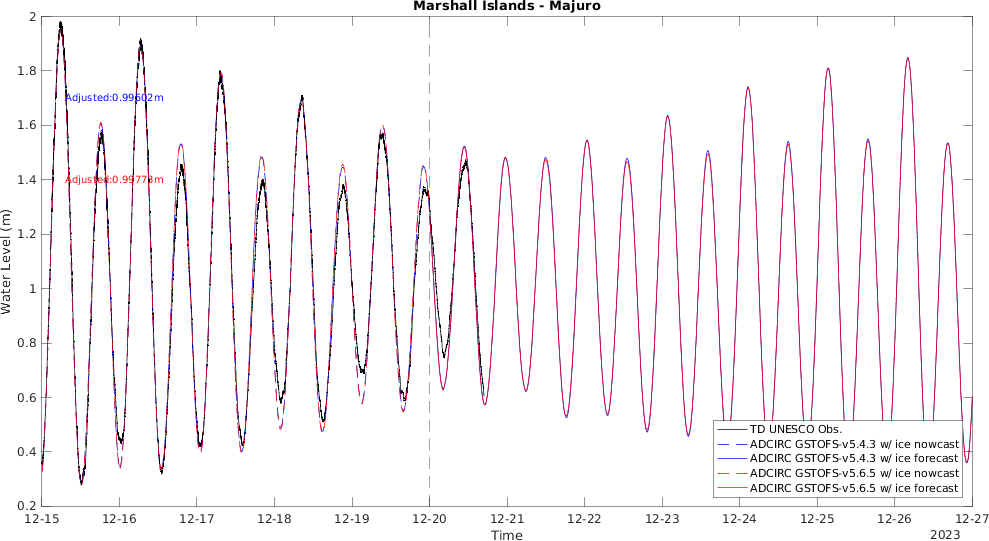 Marshall Islands - Majuro
Water Level (m)
2
1.8
1.6
1.4
1.2
1
0.8
0.6
0.4
0.2
Adjusted:0.99602m
Adjusted:0.99773m
TD UNESCO Obs.
ADCIRC GSTOFS-v5.4.3 w/ ice nowcast
ADCIRC GSTOFS-v5.4.3 w/ ice forecast
ADCIRC GSTOFS-v5.6.5 w/ ice nowcast
ADCIRC GSTOFS-v5.6.5 w/ ice forecast
12-15 12-16 12-17 12-18 12-19 12-20 12-21 12-22 12-23 12-24 12-25 12-26 12-27
Time
2023